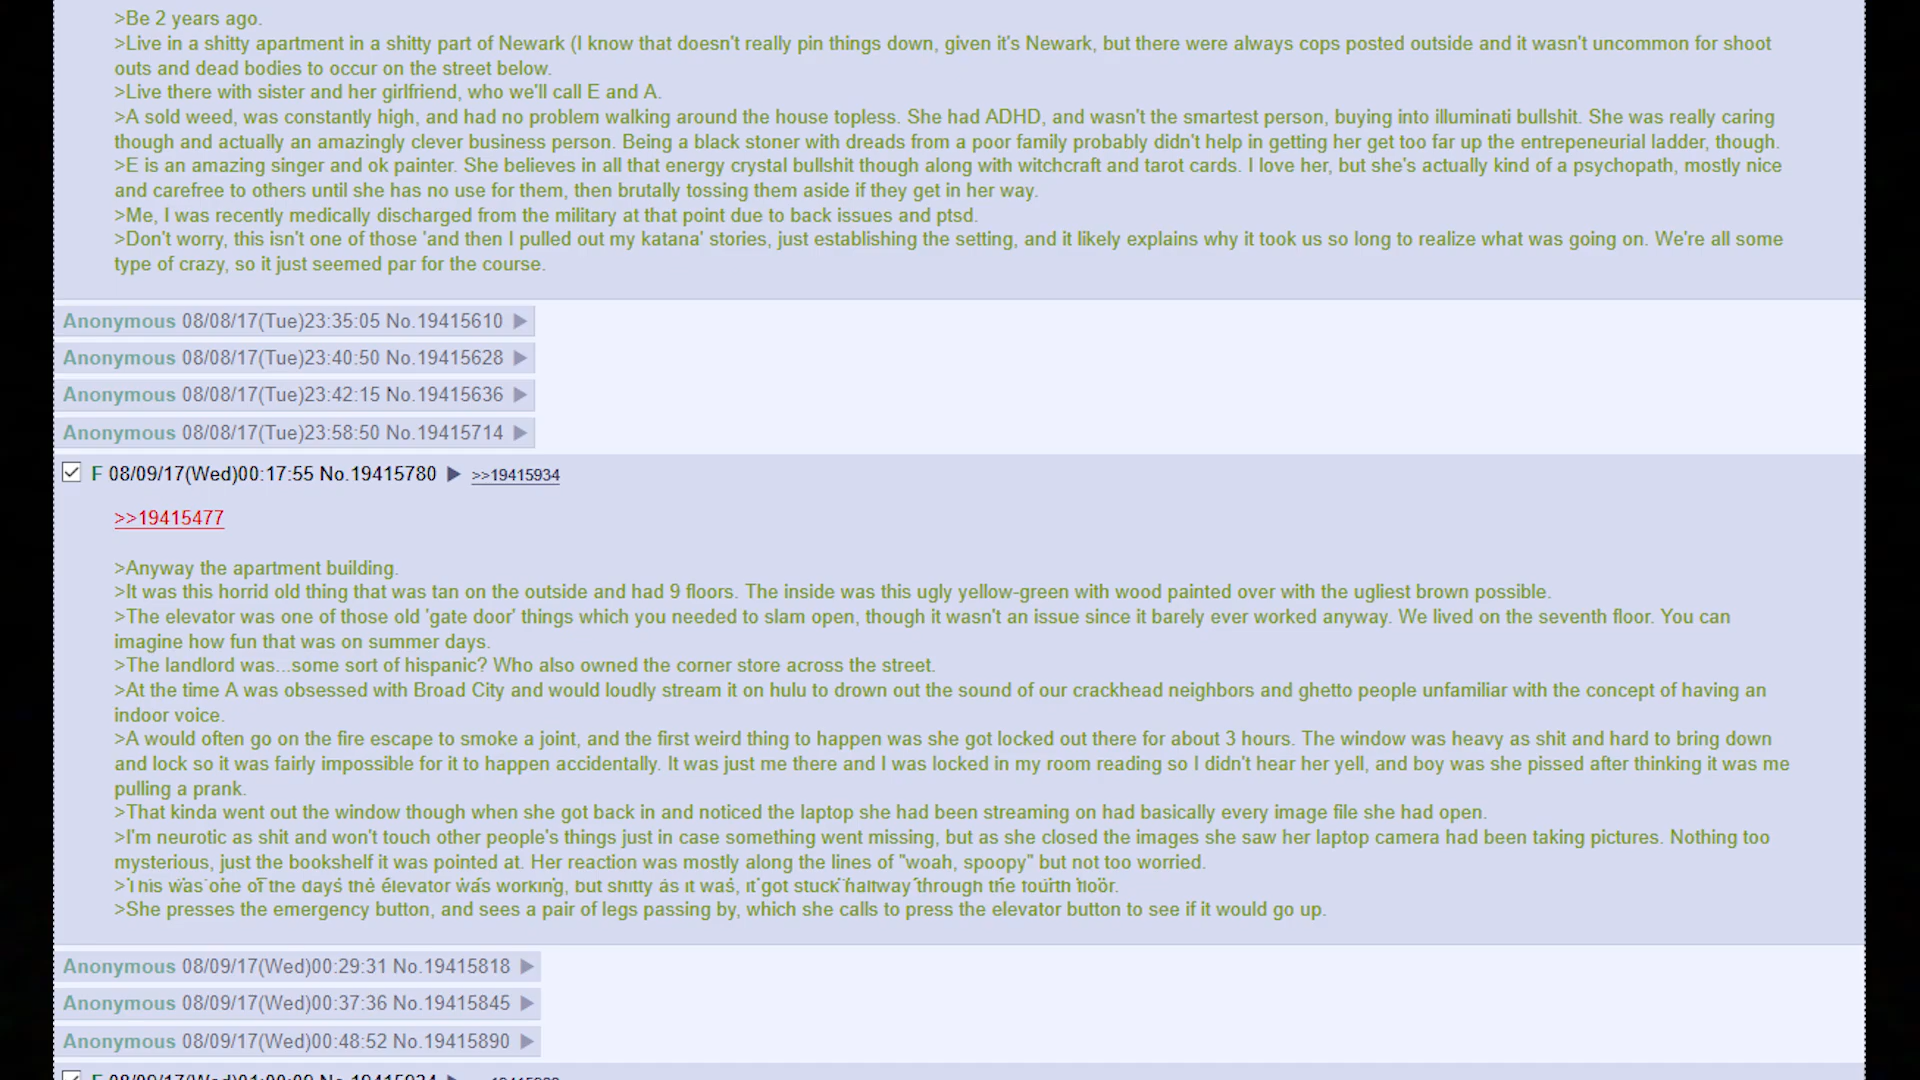 >Be 2 years ago.
>Live in a shitty apartment in a shitty part of Newark (I know that doesn't really pin things down, given it's Newark, but there were always cops posted outside and it wasn't uncommon for shoot
outs and dead bodies to occur on the street below.
>Live there with sister and her girlfriend, who we'll call E and A.
>A sold weed, was constantly high, and had no problem walking around the house topless. She had ADHD, and wasn't the smartest person, buying into illuminati bullshit. She was really caring
though and actually an amazingly clever business person. Being a black stoner with dreads from a poor family probably didn't help in getting her get too far up the entrepeneurial ladder, though.
>E is an amazing singer and ok painter. She believes in all that energy crystal bullshit though along with witchcraft and tarot cards. I love her, but she's actually kind of a psychopath, mostly nice
and carefree to others until she has no use for them, then brutally tossing them aside if they get in her way.
>Me, I was recently medically discharged from the military at that point due to back issues and ptsd.
>Don't worry, this isn't one of those 'and then I pulled out my katana' stories, just establishing the setting, and it likely explains why it took us so long to realize what was going on. We're all some
type of crazy, so it just seemed par for the course.
Anonymous 08/08/17(Tue)23:35:05 No.19415610 ▶
Anonymous 08/08/17(Tue)23:40:50 No.19415628 ▶
Anonymous 08/08/17(Tue)23:42:15 No.19415636 ▶
Anonymous 08/08/17(Tue)23:58:50 No.19415714 ▶
F 08/09/17(Wed)00:17:55 No.19415780 ▶ >>19415934
>>19415477
>Anyway the apartment building.
>It was this horrid old thing that was tan on the outside and had 9 floors. The inside was this ugly yellow-green with wood painted over with the ugliest brown possible.
>The elevator was one of those old 'gate door' things which you needed to slam open, though it wasn't an issue since it barely ever worked anyway. We lived on the seventh floor. You can
imagine how fun that was on summer days.
>The landlord was...some sort of hispanic? Who also owned the corner store across the street.
>At the time A was obsessed with Broad City and would loudly stream it on hulu to drown out the sound of our crackhead neighbors and ghetto people unfamiliar with the concept of having an
indoor voice.
>A would often go on the fire escape to smoke a joint, and the first weird thing to happen was she got locked out there for about 3 hours. The window was heavy as shit and hard to bring down
and lock so it was fairly impossible for it to happen accidentally. It was just me there and I was locked in my room reading so I didn't hear her yell, and boy was she pissed after thinking it was me
pulling a prank.
>That kinda went out the window though when she got back in and noticed the laptop she had been streaming on had basically every image file she had open.
>I'm neurotic as shit and won't touch other people's things just in case something went missing, but as she closed the images she saw her laptop camera had been taking pictures. Nothing too
mysterious, just the bookshelf it was pointed at. Her reaction was mostly along the lines of "woah, spoopy" but not too worried.
>This was one of the days the elevator was working, but shitty as it was, it got stuck halfway through the fourth floor.
>She presses the emergency button, and sees a pair of legs passing by, which she calls to press the elevator button to see if it would go up.
Anonymous 08/09/17(Wed)00:29:31 No.19415818 ▶
Anonymous 08/09/17(Wed)00:37:36 No.19415845 ▶
Anonymous 08/09/17(Wed)00:48:52 No.19415890 ▶
F 08/09/17(Wed)01:00:09 No.19415934